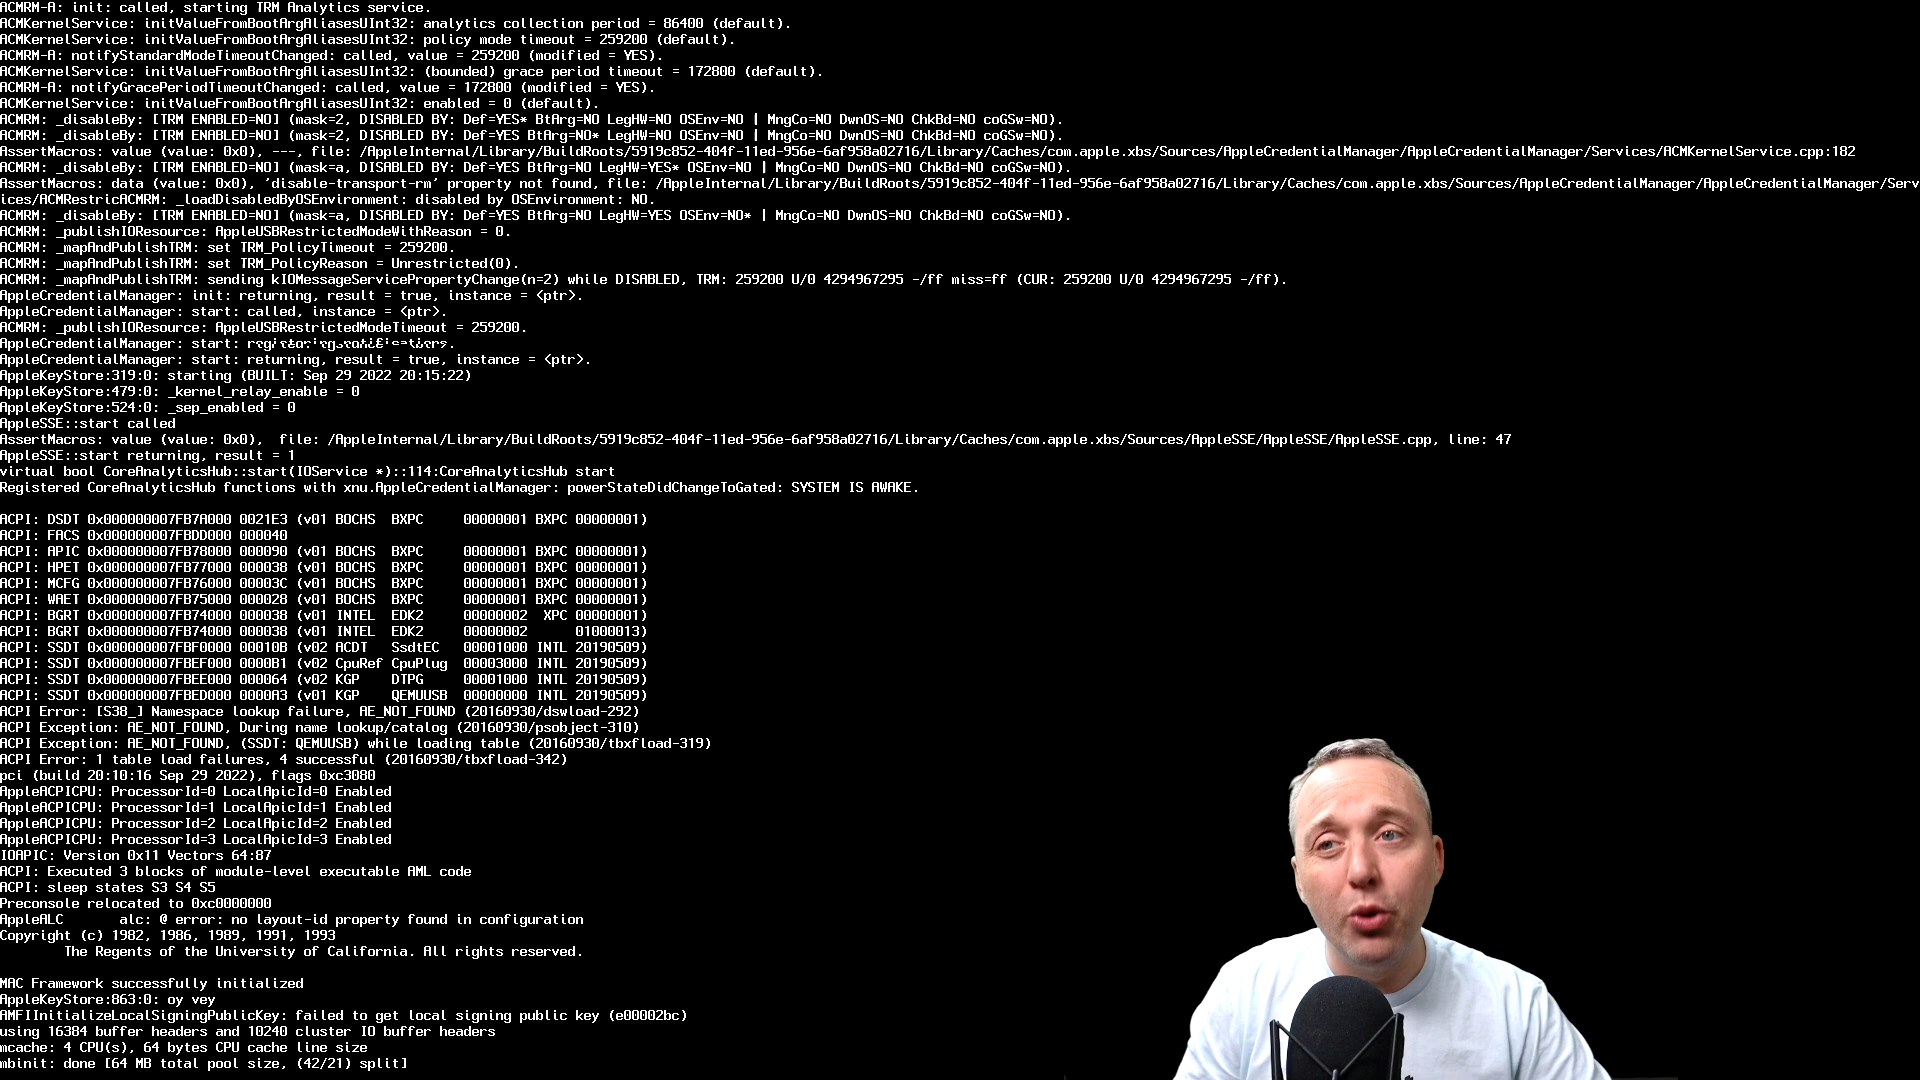 ACMRM-A: init: called, starting TRM Analytics service.
ACMKernelService: initValueFromBootArgAliasesUInt32: analytics collection period = 86400 (default).
ACMKernelService: initValueFromBootArgAliasesUInt32: policy mode timeout = 259200 (default).
ACMRM-A: notifyStandardModeTimeoutChanged: called, value = 259200 (modified = YES).
ACMKernelService: initValueFromBootArgAliasesUInt32: (bounded) grace period timeout = 172800 (default).
ACMRM-A: notifyGracePeriodTimeoutChanged: called, value = 172800 (modified = YES).
ACMKernelService: initValueFromBootArgAliasesUInt32: enabled = 0 (default).
ACMRM: _disableBy: [TRM ENABLED=NO] (mask=2, DISABLED BY: Def=YES* BtArg=NO LegHW=NO OSEnv=NO | MngCo=NO DwnOS=NO ChkBd=NO coGSw=NO).
ACMRM: _disableBy: [TRM ENABLED=NO] (mask=2, DISABLED BY: Def=YES BtArg=NO* LegHW=NO OSEnv=NO | MngCo=NO DwnOS=NO ChkBd=NO coGSw=NO).
AssertMacros: value (value: 0x0), ---, file: /AppleInternal/Library/BuildRoots/5919c852-404f-11ed-956e-6af958a02716/Library/Caches/com.apple.xbs/Sources/AppleCredentialManager/AppleCredentialManager/Services/ACMKernelService.cpp:182
ACMRM: _disableBy: [TRM ENABLED=NO] (mask=a, DISABLED BY: Def=YES BtArg=NO LegHW=YES* OSEnv=NO | MngCo=NO DwnOS=NO ChkBd=NO coGSw=NO).
AssertMacros: data (value: 0x0), 'disable-transport-rm' property not found, file: /AppleInternal/Library/BuildRoots/5919c852-404f-11ed-956e-6af958a02716/Library/Caches/com.apple.xbs/Sources/AppleCredentialManager/AppleCredentialManager/Serv
ices/ACMRestricACMRM: _loadDisabledByOSEnvironment: disabled by OSEnvironment: NO.
ACMRM: _disableBy: [TRM ENABLED=NO] (mask=a, DISABLED BY: Def=YES BtArg=NO LegHW=YES OSEnv=NO* | MngCo=NO DwnOS=NO ChkBd=NO coGSw=NO).
ACMRM: _publishIOResource: AppleUSBRestrictedModeWithReason = 0.
ACMRM: _mapAndPublishTRM: set TRM_PolicyTimeout = 259200.
ACMRM: _mapAndPublishTRM: set TRM_PolicyReason = Unrestricted(0).
ACMRM: _mapAndPublishTRM: sending kIOMessageServicePropertyChange(n=2) while DISABLED, TRM: 259200 U/0 4294967295 -/ff miss=ff (CUR: 259200 U/0 4294967295 -/ff).
AppleCredentialManager: init: returning, result = true, instance = <ptr>.
AppleCredentialManager: start: called, instance = <ptr>.
ACMRM: _publishIOResource: AppleUSBRestrictedModeTimeout = 259200.
AppleCredentialManager: start:
AppleCredentialManager: start: returning, result = true, instance = <ptr>.
AppleKeyStore:319:0: starting (BUILT: Sep 29 2022 20:15:22)
AppleKeyStore:479:0: _kernel_relay_enable = 0
AppleKeyStore:524:0: _sep_enabled = 0
AppleSSE::start called
AssertMacros: value (value: 0x0),  file: /AppleInternal/Library/BuildRoots/5919c852-404f-11ed-956e-6af958a02716/Library/Caches/com.apple.xbs/Sources/AppleSSE/AppleSSE/AppleSSE.cpp, line: 47
AppleSSE::start returning, result = 1
virtual bool CoreAnalyticsHub::start(IOService *)::114:CoreAnalyticsHub start
Registered CoreAnalyticsHub functions with xnu.AppleCredentialManager: powerStateDidChangeToGated: SYSTEM IS AWAKE.
ACPI: DSDT 0x000000007FB7A000 0021E3 (v01 BOCHS  BXPC     00000001 BXPC 00000001)
ACPI: FACS 0x000000007FBDD000 000040
ACPI: APIC 0x000000007FB78000 000090 (v01 BOCHS  BXPC     00000001 BXPC 00000001)
ACPI: HPET 0x000000007FB77000 000038 (v01 BOCHS  BXPC     00000001 BXPC 00000001)
ACPI: MCFG 0x000000007FB76000 00003C (v01 BOCHS  BXPC     00000001 BXPC 00000001)
ACPI: WAET 0x000000007FB75000 000028 (v01 BOCHS  BXPC     00000001 BXPC 00000001)
ACPI: BGRT 0x000000007FB74000 000038 (v01 INTEL  EDK2     00000002  XPC 00000001)
ACPI: BGRT 0x000000007FB74000 000038 (v01 INTEL  EDK2     00000002      01000013)
ACPI: SSDT 0x000000007FBF0000 00010B (v02 ACDT   SsdtEC   00001000 INTL 20190509)
ACPI: SSDT 0x000000007FBEF000 0000B1 (v02 CpuRef CpuPlug  00003000 INTL 20190509)
ACPI: SSDT 0x000000007FBEE000 000064 (v02 KGP    DTPG     00001000 INTL 20190509)
ACPI: SSDT 0x000000007FBED000 0000A3 (v01 KGP    QEMUUSB  00000000 INTL 20190509)
ACPI Error: [S38_] Namespace lookup failure, AE_NOT_FOUND (20160930/dswload-292)
ACPI Exception: AE_NOT_FOUND, During name lookup/catalog (20160930/psobject-310)
ACPI Exception: AE_NOT_FOUND, (SSDT: QEMUUSB) while loading table (20160930/tbxfload-319)
ACPI Error: 1 table load failures, 4 successful (20160930/tbxfload-342)
pci (build 20:10:16 Sep 29 2022), flags 0xc3080
AppleACPICPU: ProcessorId=0 LocalApicId=0 Enabled
AppleACPICPU: ProcessorId=1 LocalApicId=1 Enabled
AppleACPICPU: ProcessorId=2 LocalApicId=2 Enabled
AppleACPICPU: ProcessorId=3 LocalApicId=3 Enabled
IOAPIC: Version 0x11 Vectors 64:87
ACPI: Executed 3 blocks of module-level executable AML code
ACPI: sleep states S3 S4 S5
Preconsole relocated to 0xc0000000
AppleALC       alc: @ error: no layout-id property found in configuration
Copyright (c) 1982, 1986, 1989, 1991, 1993
The Regents of the University of California. All rights reserved.
MAC Framework successfully initialized
AppleKeyStore:863:0: oy vey
AMFIInitializeLocalSigningPublicKey: failed to get local signing public key (e00002bc)
using 16384 buffer headers and 10240 cluster IO buffer headers
mcache: 4 CPU(s), 64 bytes CPU cache line size
mbinit: done [64 MB total pool size, (42/21) split]